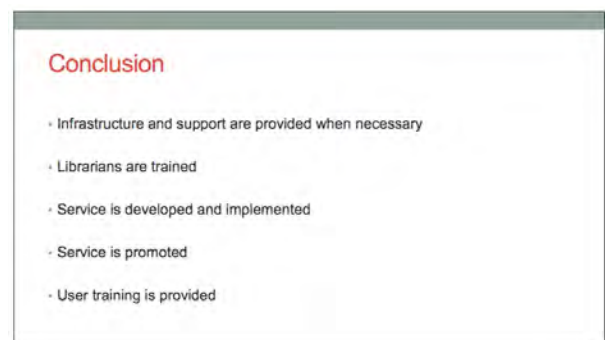 Conclusion
• Infrastructure and support are provided when necessary
• Librarians are trained
• Service is developed and implemented
• Service is promoted
• User training is provided